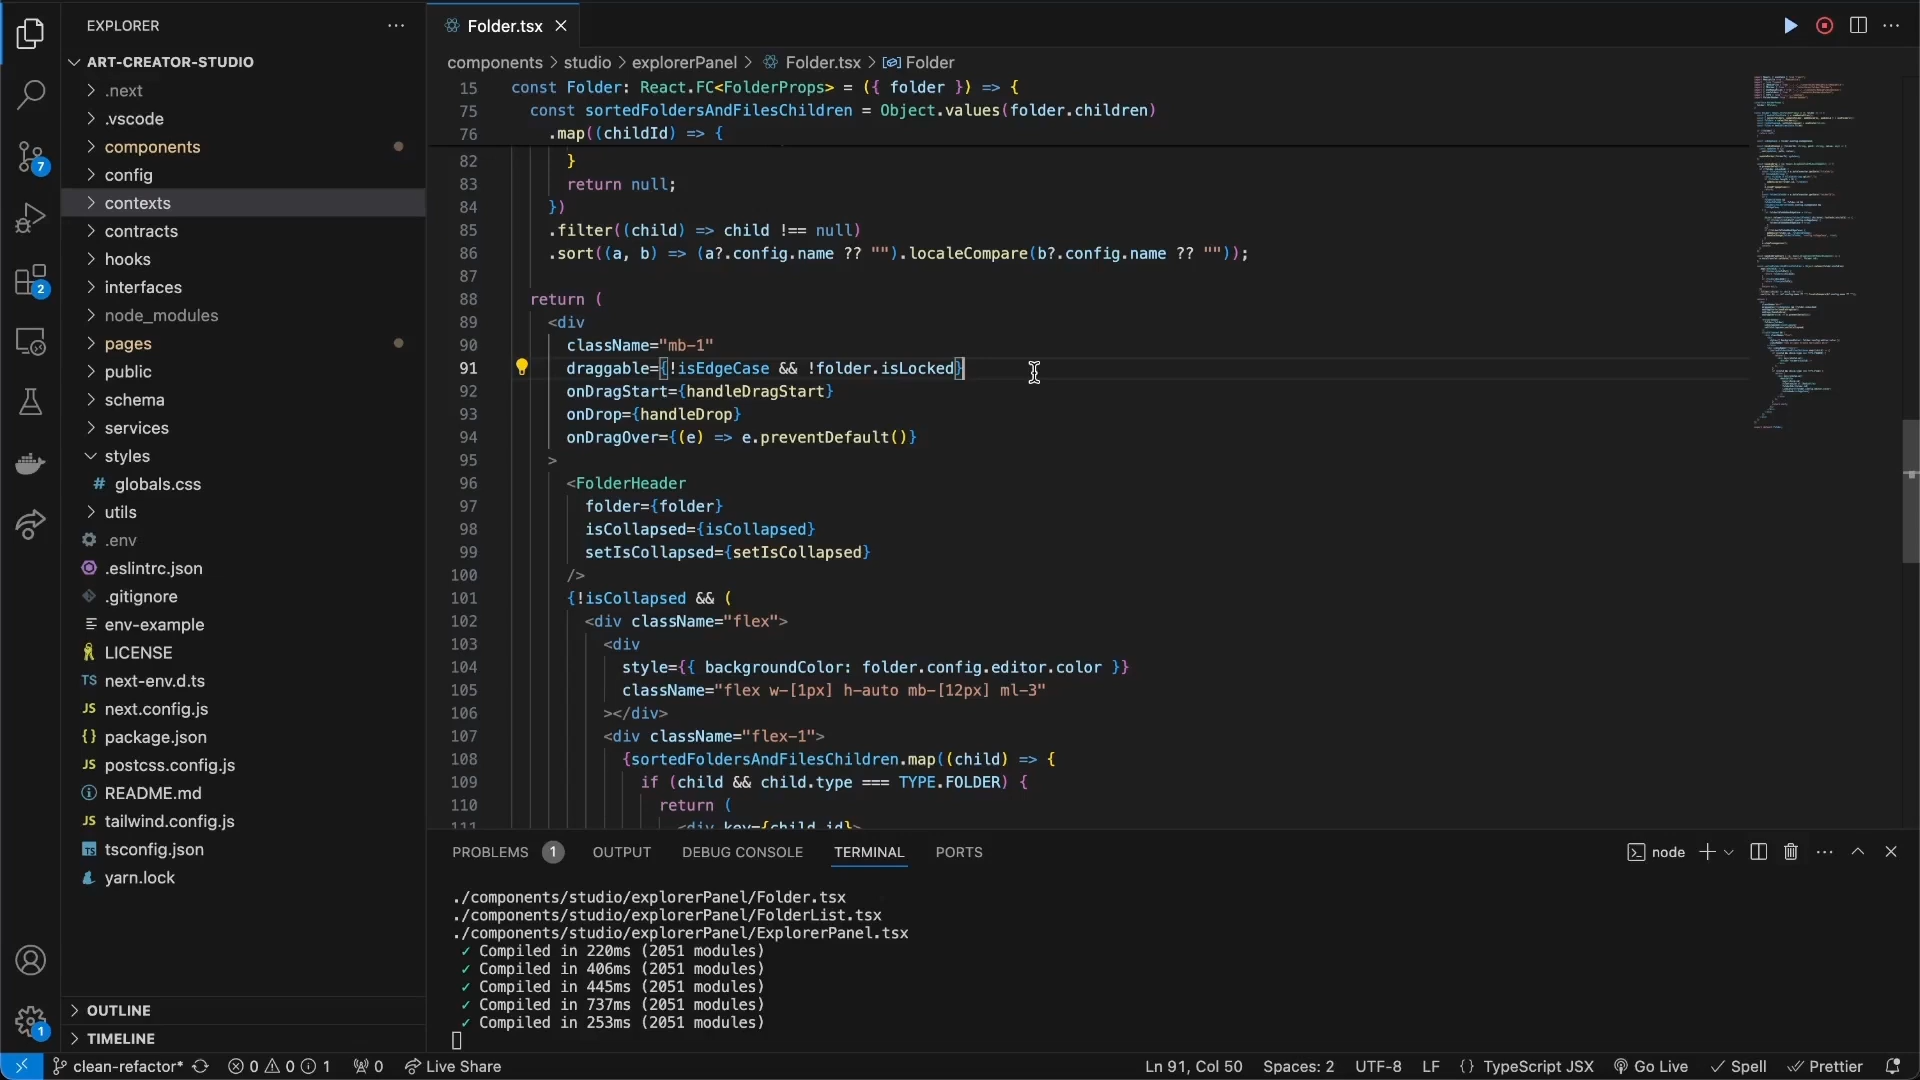 EXPLORER
ART-CREATOR-STUDIO
.next
.vscode
components
config
contexts
contracts
hooks
interfaces
node_modules
pages
public
schema
services
styles
# globals.css
utils
.env
.eslintrc.json
.gitignore
env-example
LICENSE
TS next-env.d.ts
JS next.config.js
{} package.json
JS postcss.config.js
README.md
JS tailwind.config.js
tsconfig.json
yarn.lock
OUTLINE
TIMELINE
7
2
1
Folder.tsx
components > studio > explorerPanel > Folder.tsx > Folder
15 const Folder: React.FC<FolderProps> = ({ folder }) => {
75 const sortedFoldersAndFilesChildren = Object.values(folder.children)
76 .map((childId) => {
82 }
83 return null;
84 })
85 .filter((child) => child !== null)
86 .sort((a, b) => (a?.config.name ?? "").localeCompare(b?.config.name ?? ""));
87
88 return (
89 <div
90 className="mb-1"
91 draggable={!isEdgeCase && !folder.isLocked}
92 onDragStart={handleDragStart}
93 onDrop={handleDrop}
94 onDragOver={(e) => e.preventDefault()}
95 >
96 <FolderHeader
97 folder={folder}
98 isCollapsed={isCollapsed}
99 setIsCollapsed={setIsCollapsed}
100 />
101 {!isCollapsed && (
102 <div className="flex">
103 <div
104 style={{ backgroundColor: folder.config.editor.color }}
105 className="flex w-[1px] h-auto mb-[12px] ml-3"
106 ></div>
107 <div className="flex-1">
108 {sortedFoldersAndFilesChildren.map((child) => {
109 if (child && child.type === TYPE.FOLDER) {
110 return (
111 <div key={child.id}>
PROBLEMS 1 OUTPUT DEBUG CONSOLE TERMINAL PORTS
node
./components/studio/explorerPanel/Folder.tsx
./components/studio/explorerPanel/FolderList.tsx
./components/studio/explorerPanel/ExplorerPanel.tsx
✓ Compiled in 220ms (2051 modules)
✓ Compiled in 406ms (2051 modules)
✓ Compiled in 445ms (2051 modules)
✓ Compiled in 737ms (2051 modules)
✓ Compiled in 253ms (2051 modules)
clean-refactor* 0 0 1 0 Live Share
Ln 91, Col 50 Spaces: 2 UTF-8 LF {} TypeScript JSX Go Live Spell Prettier